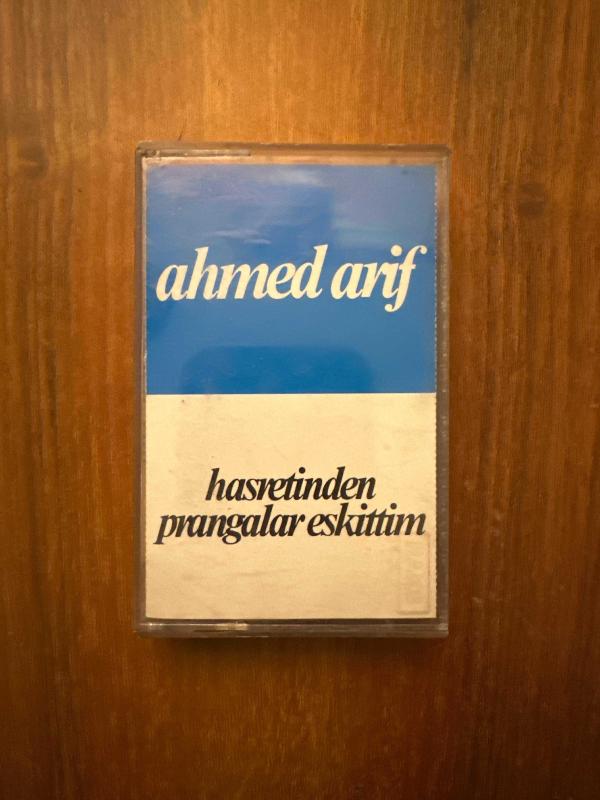 ahmed arif
hasretinden
prangalar eskittim